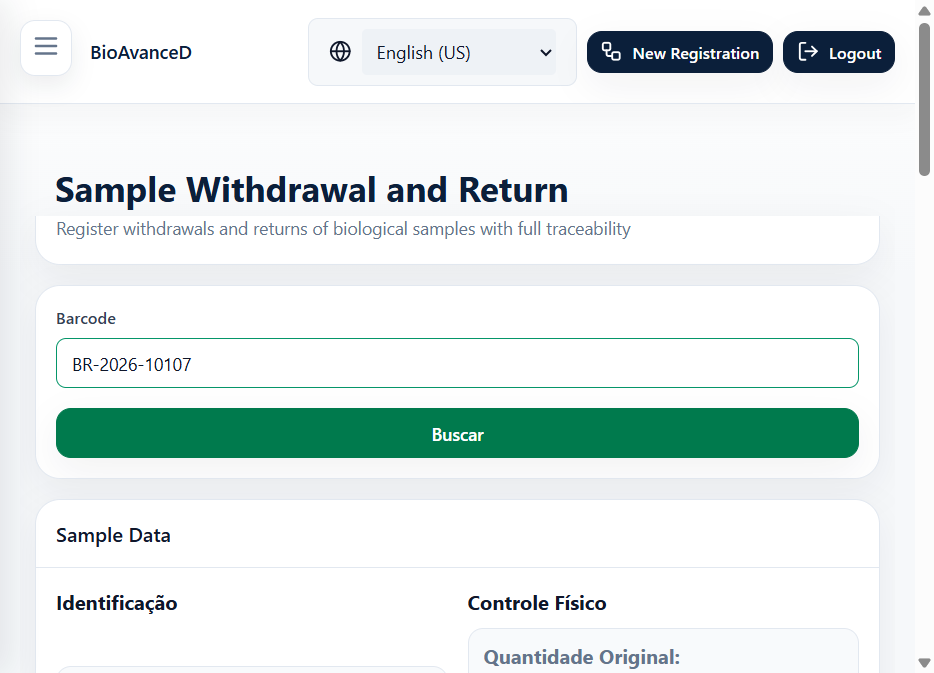 BioAvanceD
English (US)
New Registration
Logout
Sample Withdrawal and Return
Register withdrawals and returns of biological samples with full traceability
Barcode
BR-2026-10107
Buscar
Sample Data
Identificação
Controle Físico
Quantidade Original: